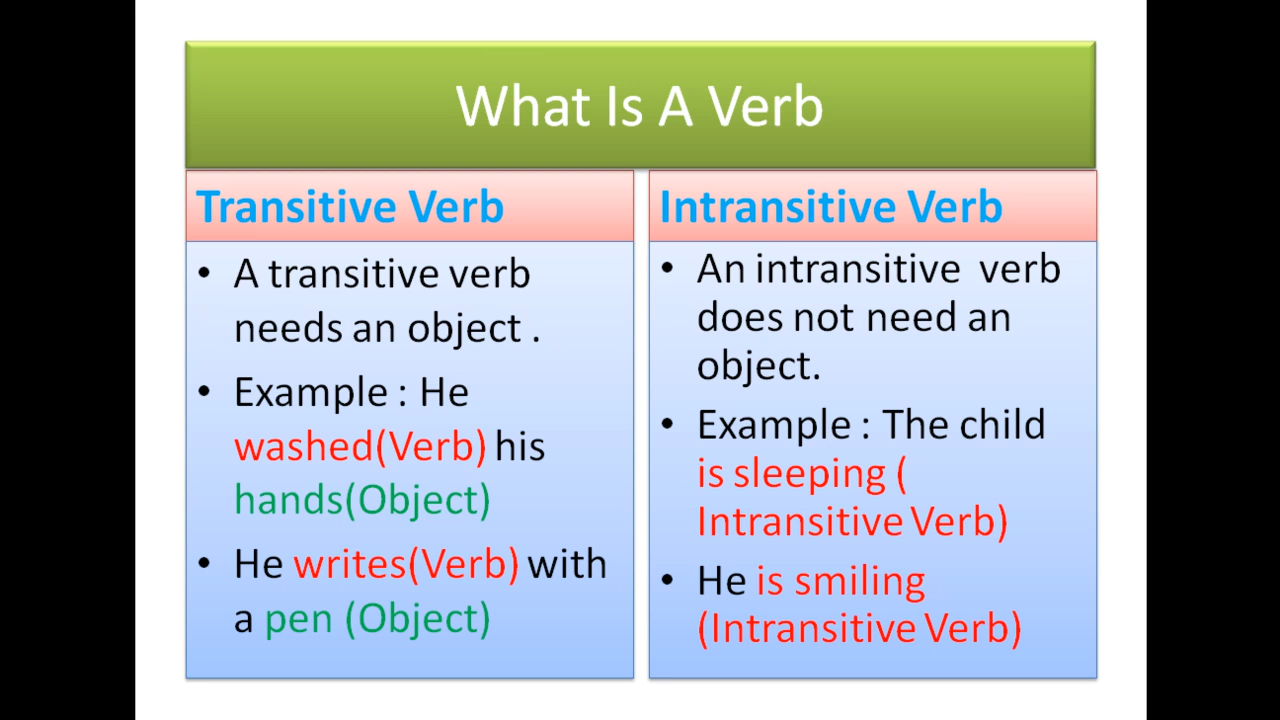 What Is A Verb
Transitive Verb
• A transitive verb
needs an object .
• Example : He
washed(Verb) his
hands(Object)
• He writes(Verb) with
a pen (Object)
Intransitive Verb
• An intransitive  verb
does not need an
object.
• Example : The child
is sleeping (
Intransitive Verb)
• He is smiling
(Intransitive Verb)